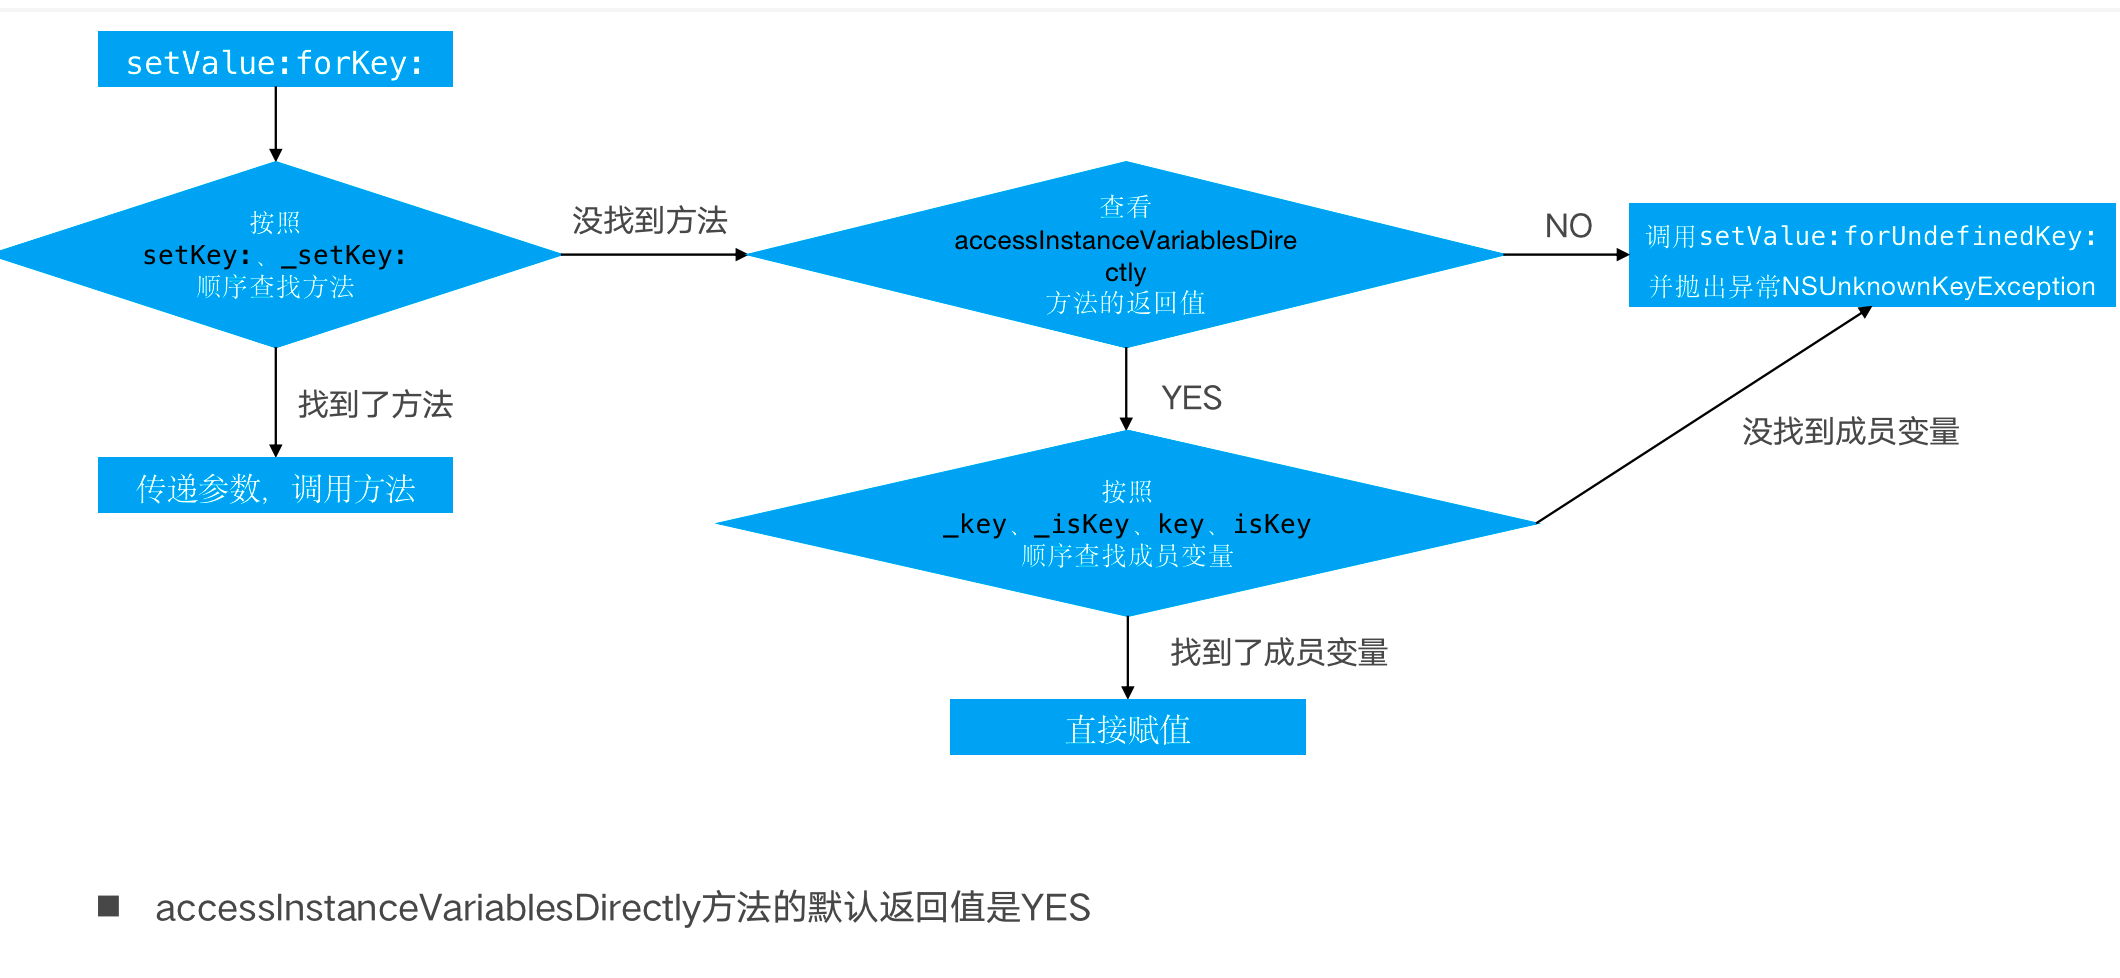 setValue:forKey:
按照
setKey:、_setKey:
顺序查找方法
没找到方法
查看
accessInstanceVariablesDire
ctly
方法的返回值
NO
调用setValue:forUndefinedKey:
并抛出异常NSUnknownKeyException
找到了方法
传递参数，调用方法
YES
没找到成员变量
按照
_key、_isKey、key、isKey
顺序查找成员变量
找到了成员变量
直接赋值
■ accessInstanceVariablesDirectly方法的默认返回值是YES